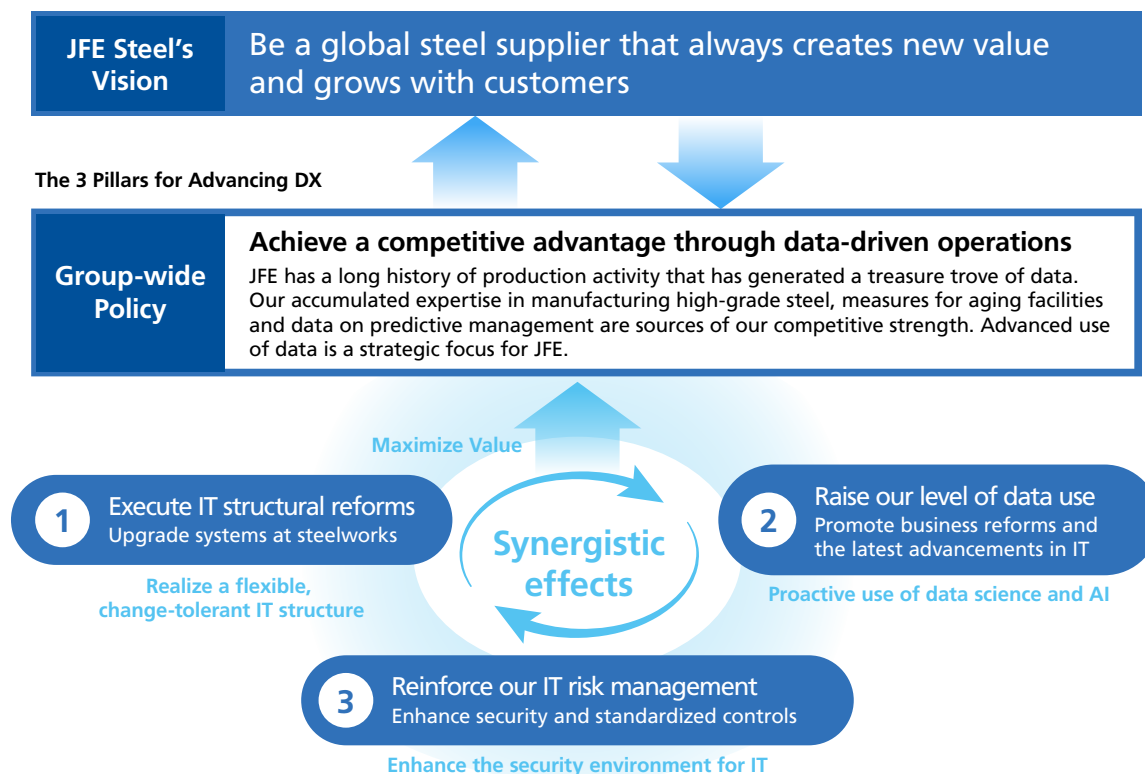 JFE Steel's
Vision
Be a global steel supplier that always creates new value
and grows with customers
The 3 Pillars for Advancing DX
Group-wide
Policy
Achieve a competitive advantage through data-driven operations
JFE has a long history of production activity that has generated a treasure trove of data.
Our accumulated expertise in manufacturing high-grade steel, measures for aging facilities
and data on predictive management are sources of our competitive strength. Advanced use
of data is a strategic focus for JFE.
Maximize Value
1
Execute IT structural reforms
Upgrade systems at steelworks
Realize a flexible,
change-tolerant IT structure
Synergistic
effects
2
Raise our level of data use
Promote business reforms and
the latest advancements in IT
Proactive use of data science and AI
3
Reinforce our IT risk management
Enhance security and standardized controls
Enhance the security environment for IT